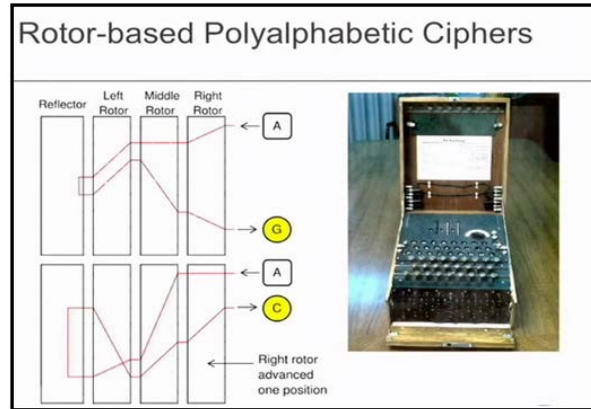 Rotor-based Polyalphabetic Ciphers
Reflector
Left
Rotor
Middle
Rotor
Right
Rotor
A
G
A
C
Right rotor
advanced
one position